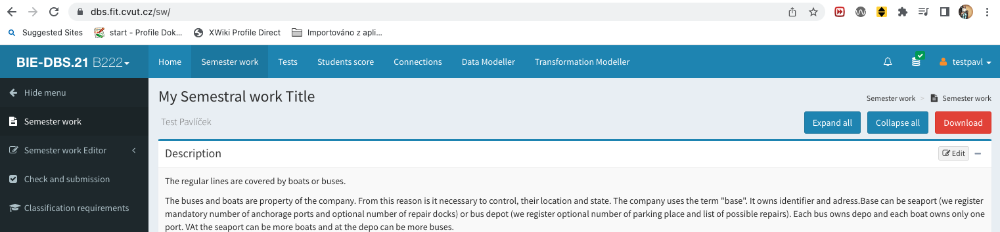 dbs.fit.cvut.cz/sw/
Suggested Sites start - Profile Dok... XWiki Profile Direct Importováno z apli...
BIE-DBS.21 B222 Home Semester work Tests Students score Connections Data Modeller Transformation Modeller testpavl
Hide menu
Semester work
Semester work Editor
Check and submission
Classification requirements
My Semestral work Title
Semester work > Semester work
Test Pavlíček
Expand all Collapse all Download
Description Edit
The regular lines are covered by boats or buses.
The buses and boats are property of the company. From this reason is it necessary to control, their location and state. The company uses the term "base". It owns identifier and adress.Base can be seaport (we register
mandatory number of anchorage ports and optional number of repair docks) or bus depot (we register optional number of parking place and list of possible repairs). Each bus owns depo and each boat owns only one
port. VAt the seaport can be more boats and at the depo can be more buses.